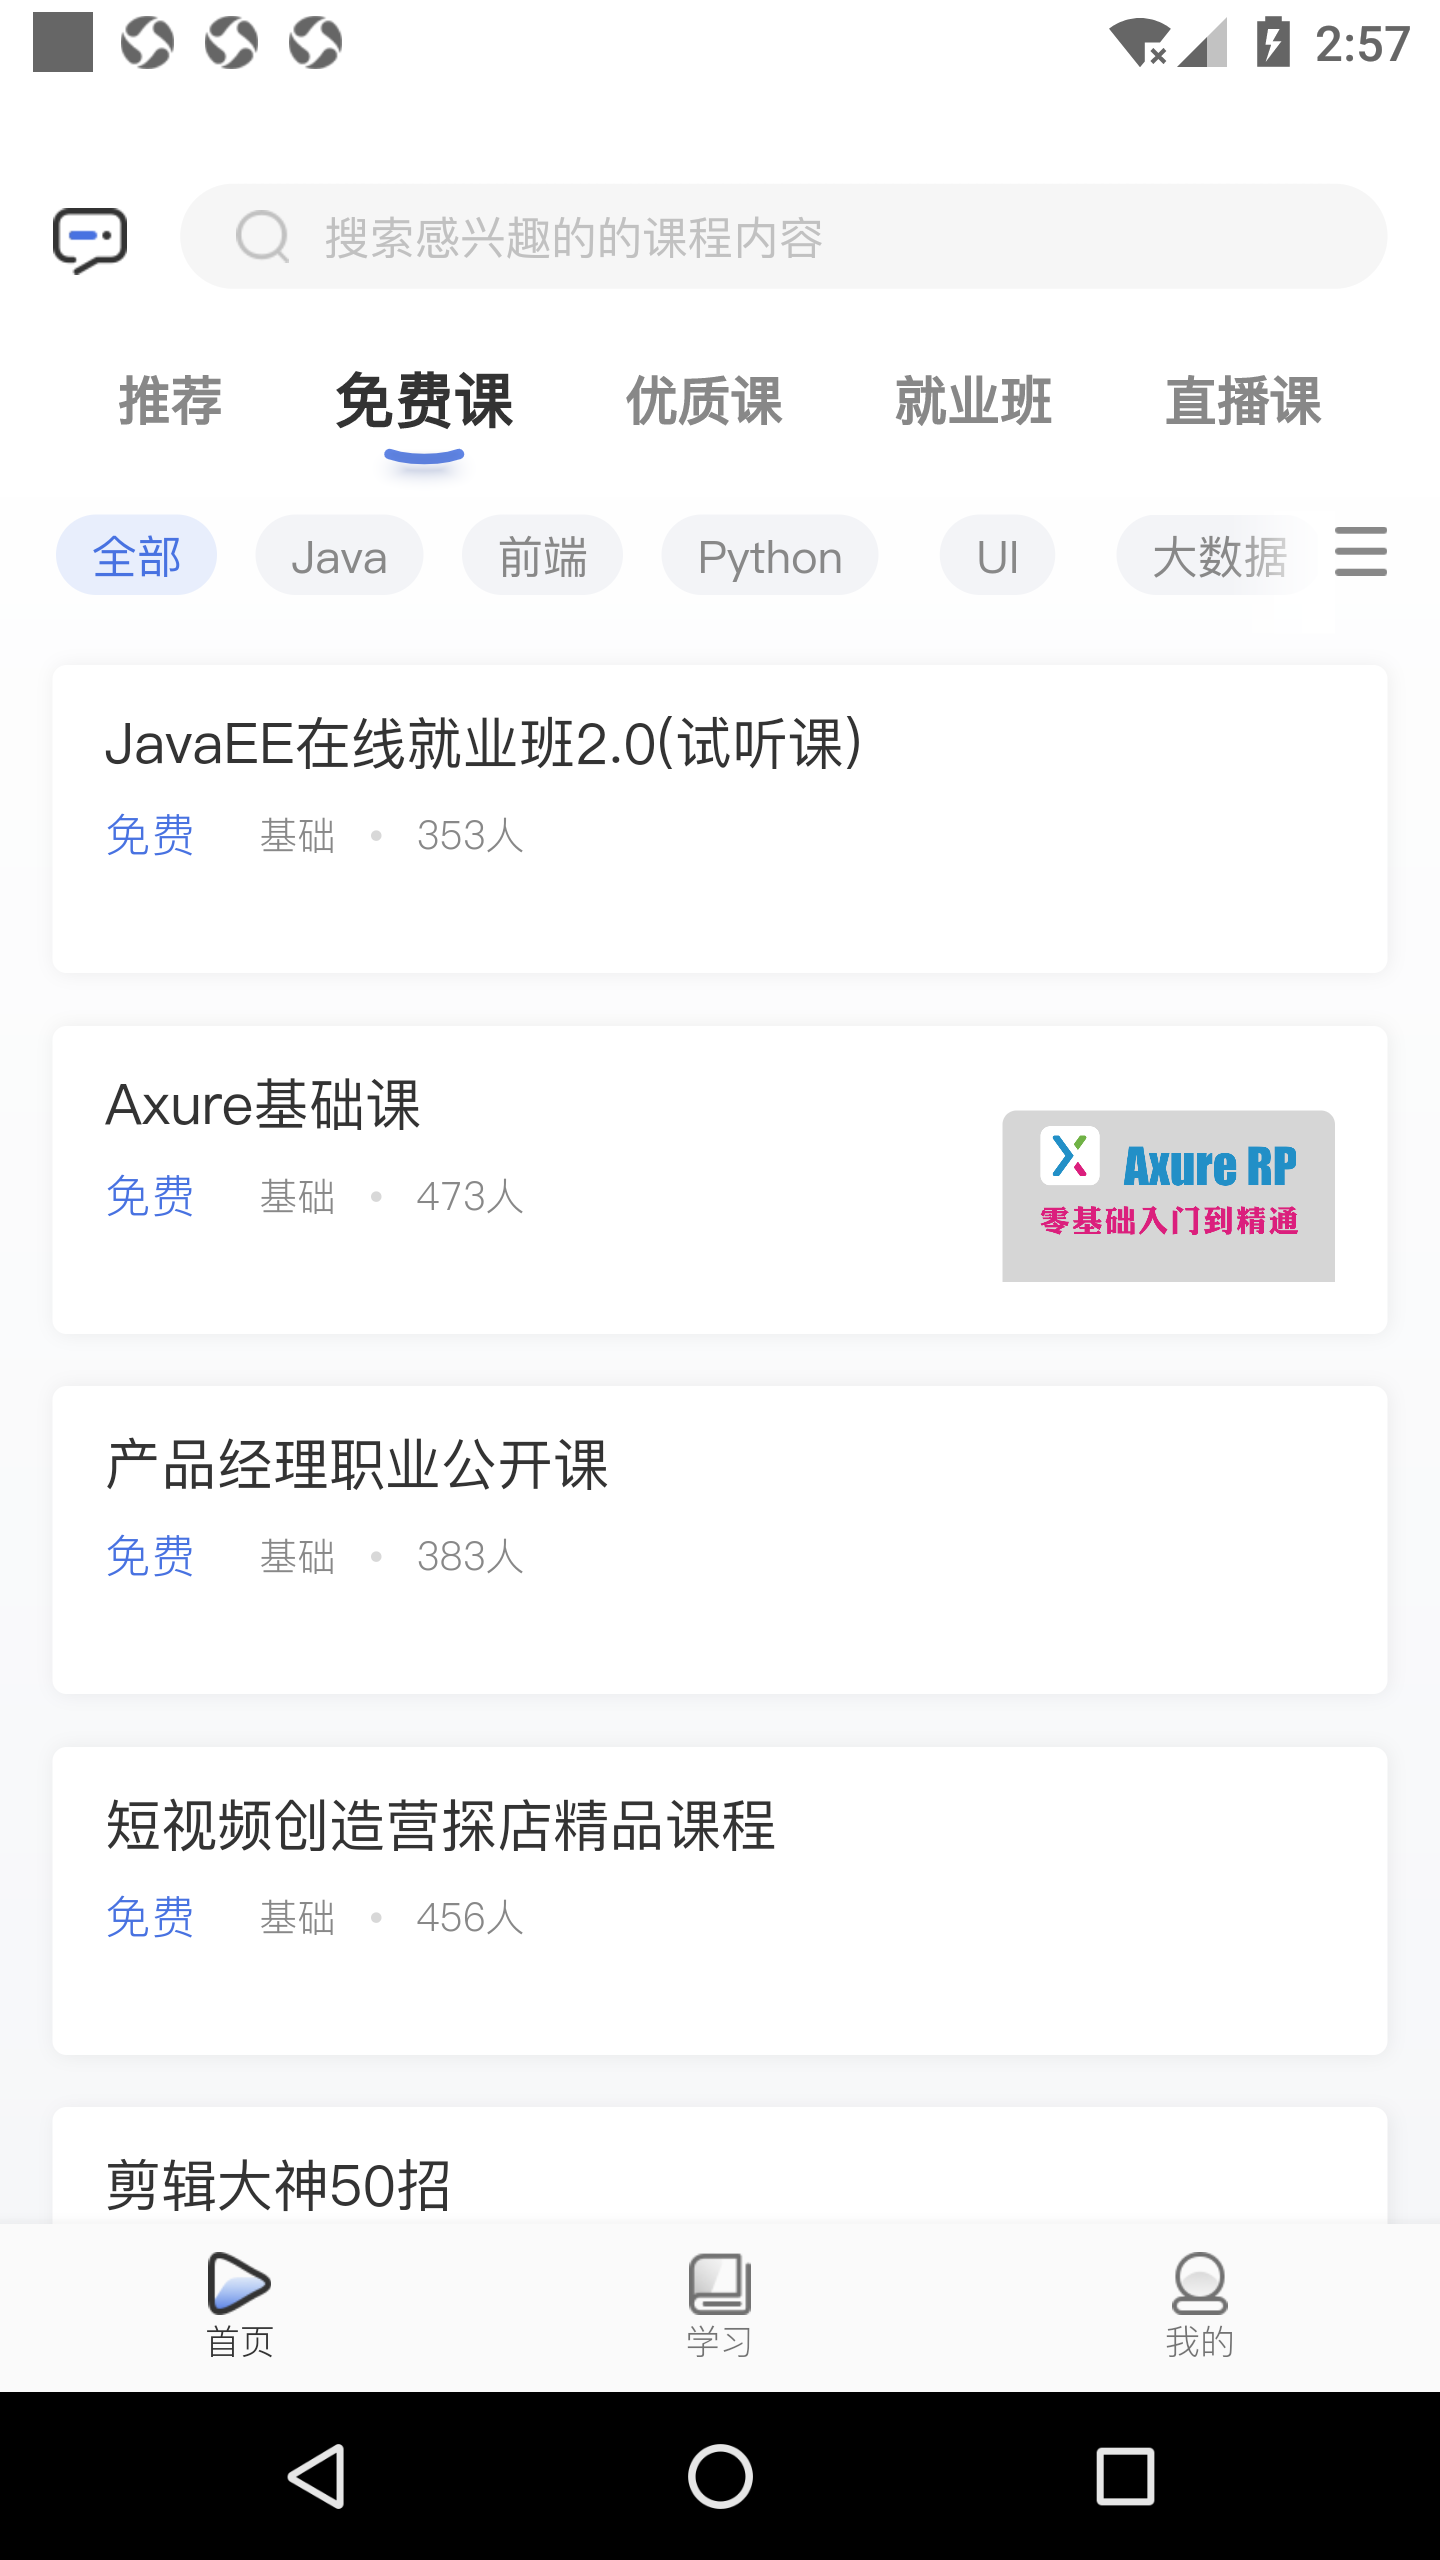 2:57
搜索感兴趣的的课程内容
推荐 免费课 优质课 就业班 直播课
全部 Java 前端 Python UI 大数据
JavaEE在线就业班2.0(试听课)
免费 基础 • 353人
Axure基础课
免费 基础 • 473人
Axure RP
零基础入门到精通
产品经理职业公开课
免费 基础 • 383人
短视频创造营探店精品课程
免费 基础 • 456人
剪辑大神50招
首页 学习 我的